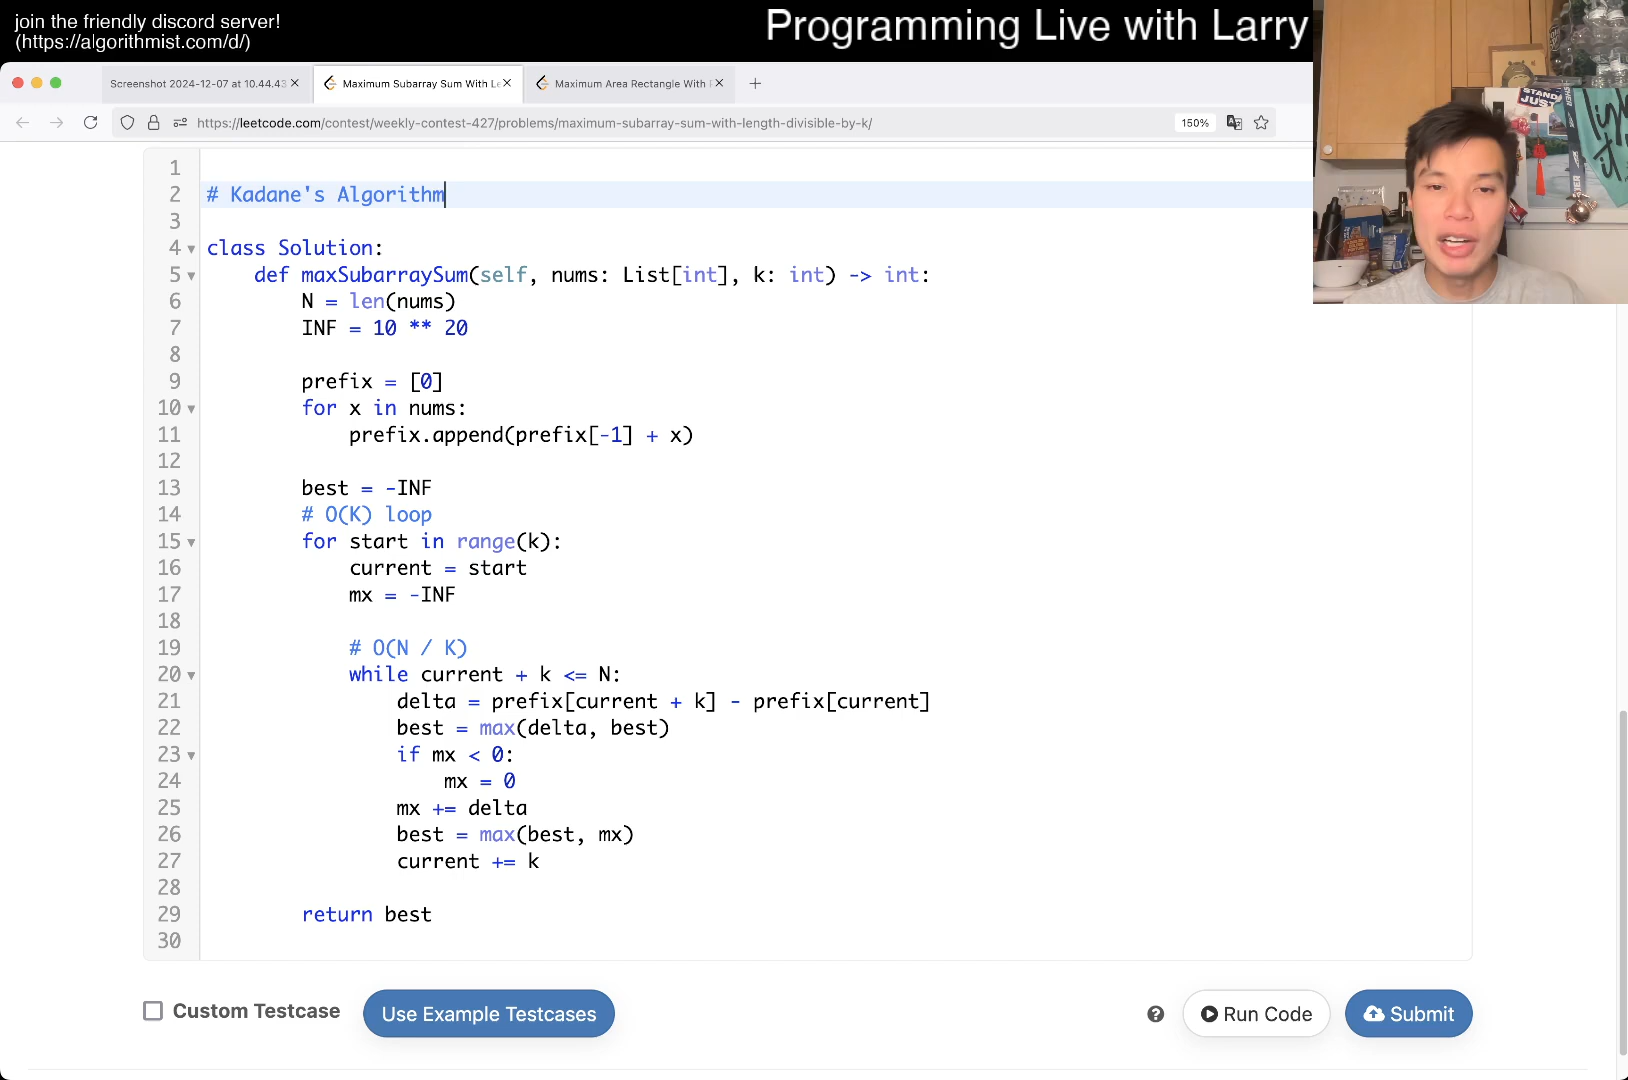 join the friendly discord server!
(https://algorithmist.com/d/)
Programming Live with Larry
Screenshot 2024-12-07 at 10.44.43
Maximum Subarray Sum With Le
Maximum Area Rectangle With
https://leetcode.com/contest/weekly-contest-427/problems/maximum-subarray-sum-with-length-divisible-by-k/
150%
STAND
JUST
1
2 # Kadane's Algorithm
3
4 class Solution:
5 def maxSubarraySum(self, nums: List[int], k: int) -> int:
6 N = len(nums)
7 INF = 10 ** 20
8
9 prefix = [0]
10 for x in nums:
11 prefix.append(prefix[-1] + x)
12
13 best = -INF
14 # O(K) loop
15 for start in range(k):
16 current = start
17 mx = -INF
18
19 # O(N / K)
20 while current + k <= N:
21 delta = prefix[current + k] - prefix[current]
22 best = max(delta, best)
23 if mx < 0:
24 mx = 0
25 mx += delta
26 best = max(best, mx)
27 current += k
28
29 return best
30
Custom Testcase
Use Example Testcases
?
Run Code
Submit